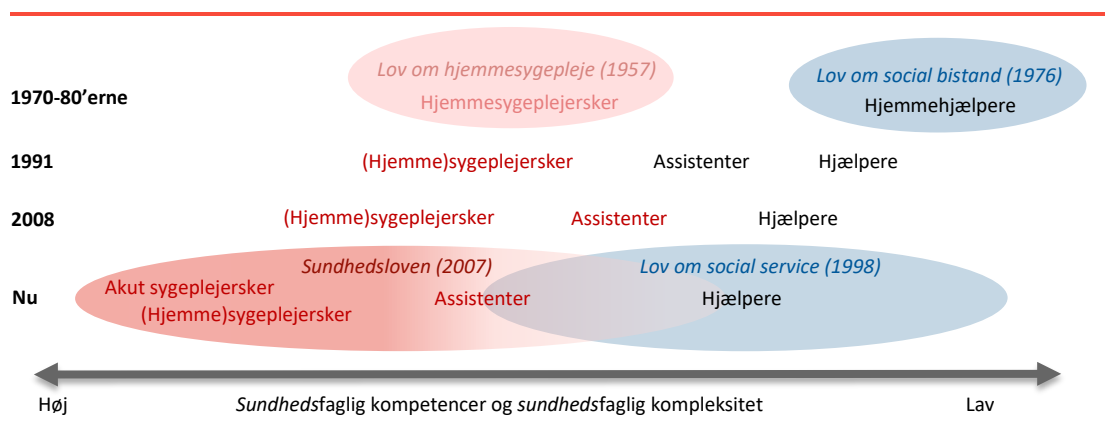 Lov om hjemmesygepleje (1957)
Lov om social bistand (1976)
1970-80’erne
Hjemmesygeplejersker
Hjemmehjælpere
1991
(Hjemme)sygeplejersker
Assistenter
Hjælpere
2008
(Hjemme)sygeplejersker
Assistenter
Hjælpere
Sundhedsloven (2007)
Lov om social service (1998)
Nu
Akut sygeplejersker
(Hjemme)sygeplejersker
Assistenter
Hjælpere
Høj
Sundhedsfaglig kompetencer og sundhedsfaglig kompleksitet
Lav